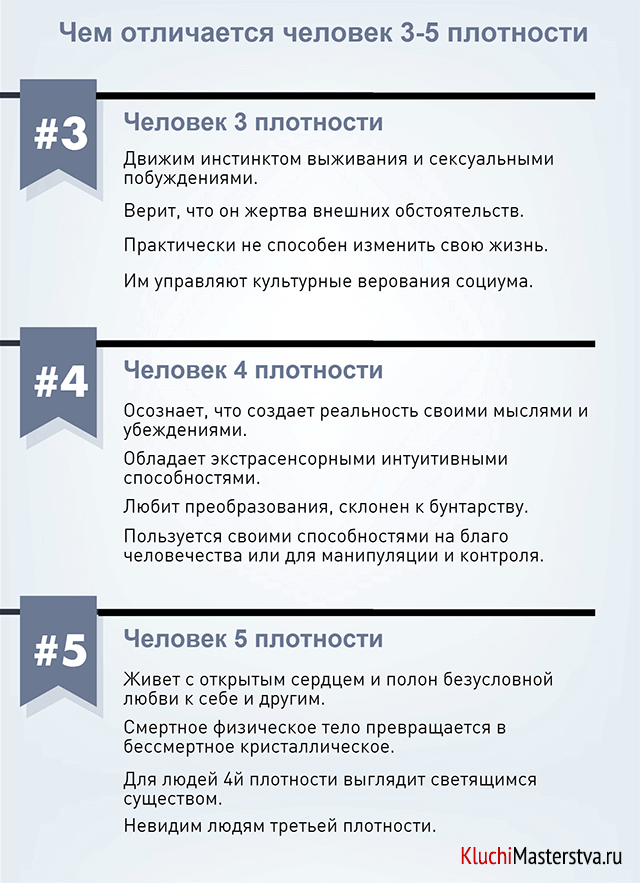 Чем отличается человек 3-5 плотности
#3
Человек 3 плотности
Движим инстинктом выживания и сексуальными
побуждениями.
Верит, что он жертва внешних обстоятельств.
Практически не способен изменить свою жизнь.
Им управляют культурные верования социума.
#4
Человек 4 плотности
Осознает, что создает реальность своими мыслями и
убеждениями.
Обладает экстрасенсорными интуитивными
способностями.
Любит преобразования, склонен к бунтарству.
Пользуется своими способностями на благо
человечества или для манипуляции и контроля.
#5
Человек 5 плотности
Живет с открытым сердцем и полон безусловной
любви к себе и другим.
Смертное физическое тело превращается в
бессмертное кристаллическое.
Для людей 4й плотности выглядит светящимся
существом.
Невидим людям третьей плотности.
KluchiMasterstva.ru